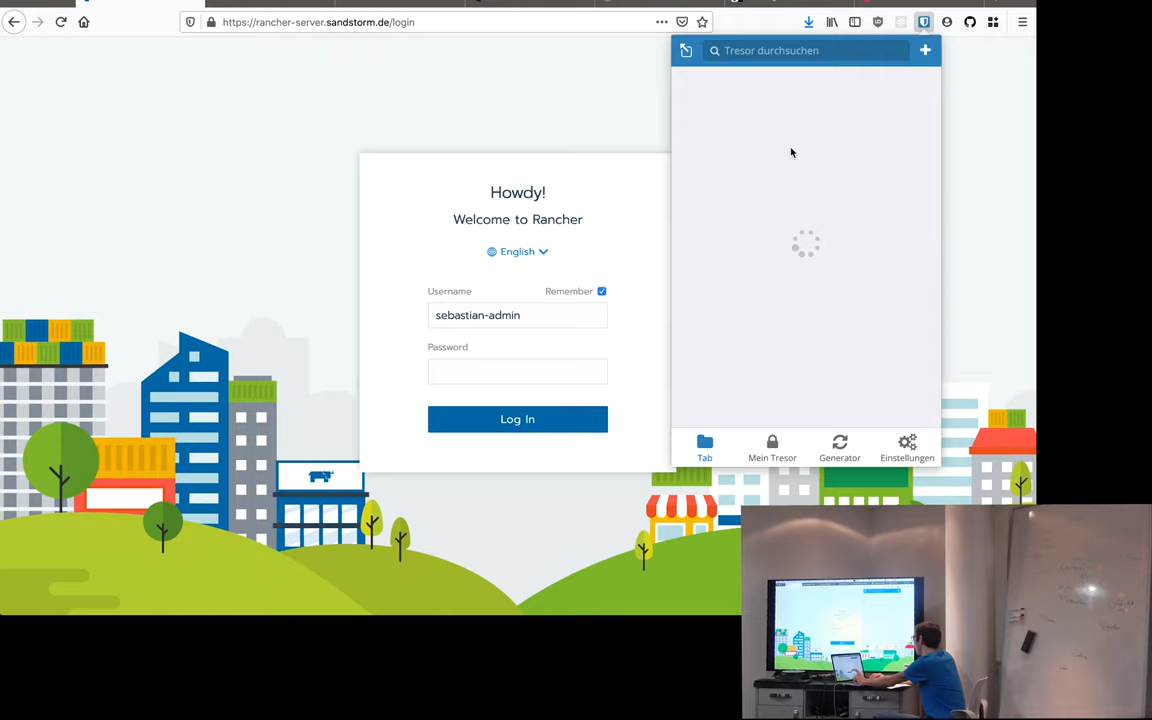 https://rancher-server.sandstorm.de/login
Tresor durchsuchen
Howdy!
Welcome to Rancher
English
Username
Remember
sebastian-admin
Password
Log In
Tab
Mein Tresor
Generator
Einstellungen